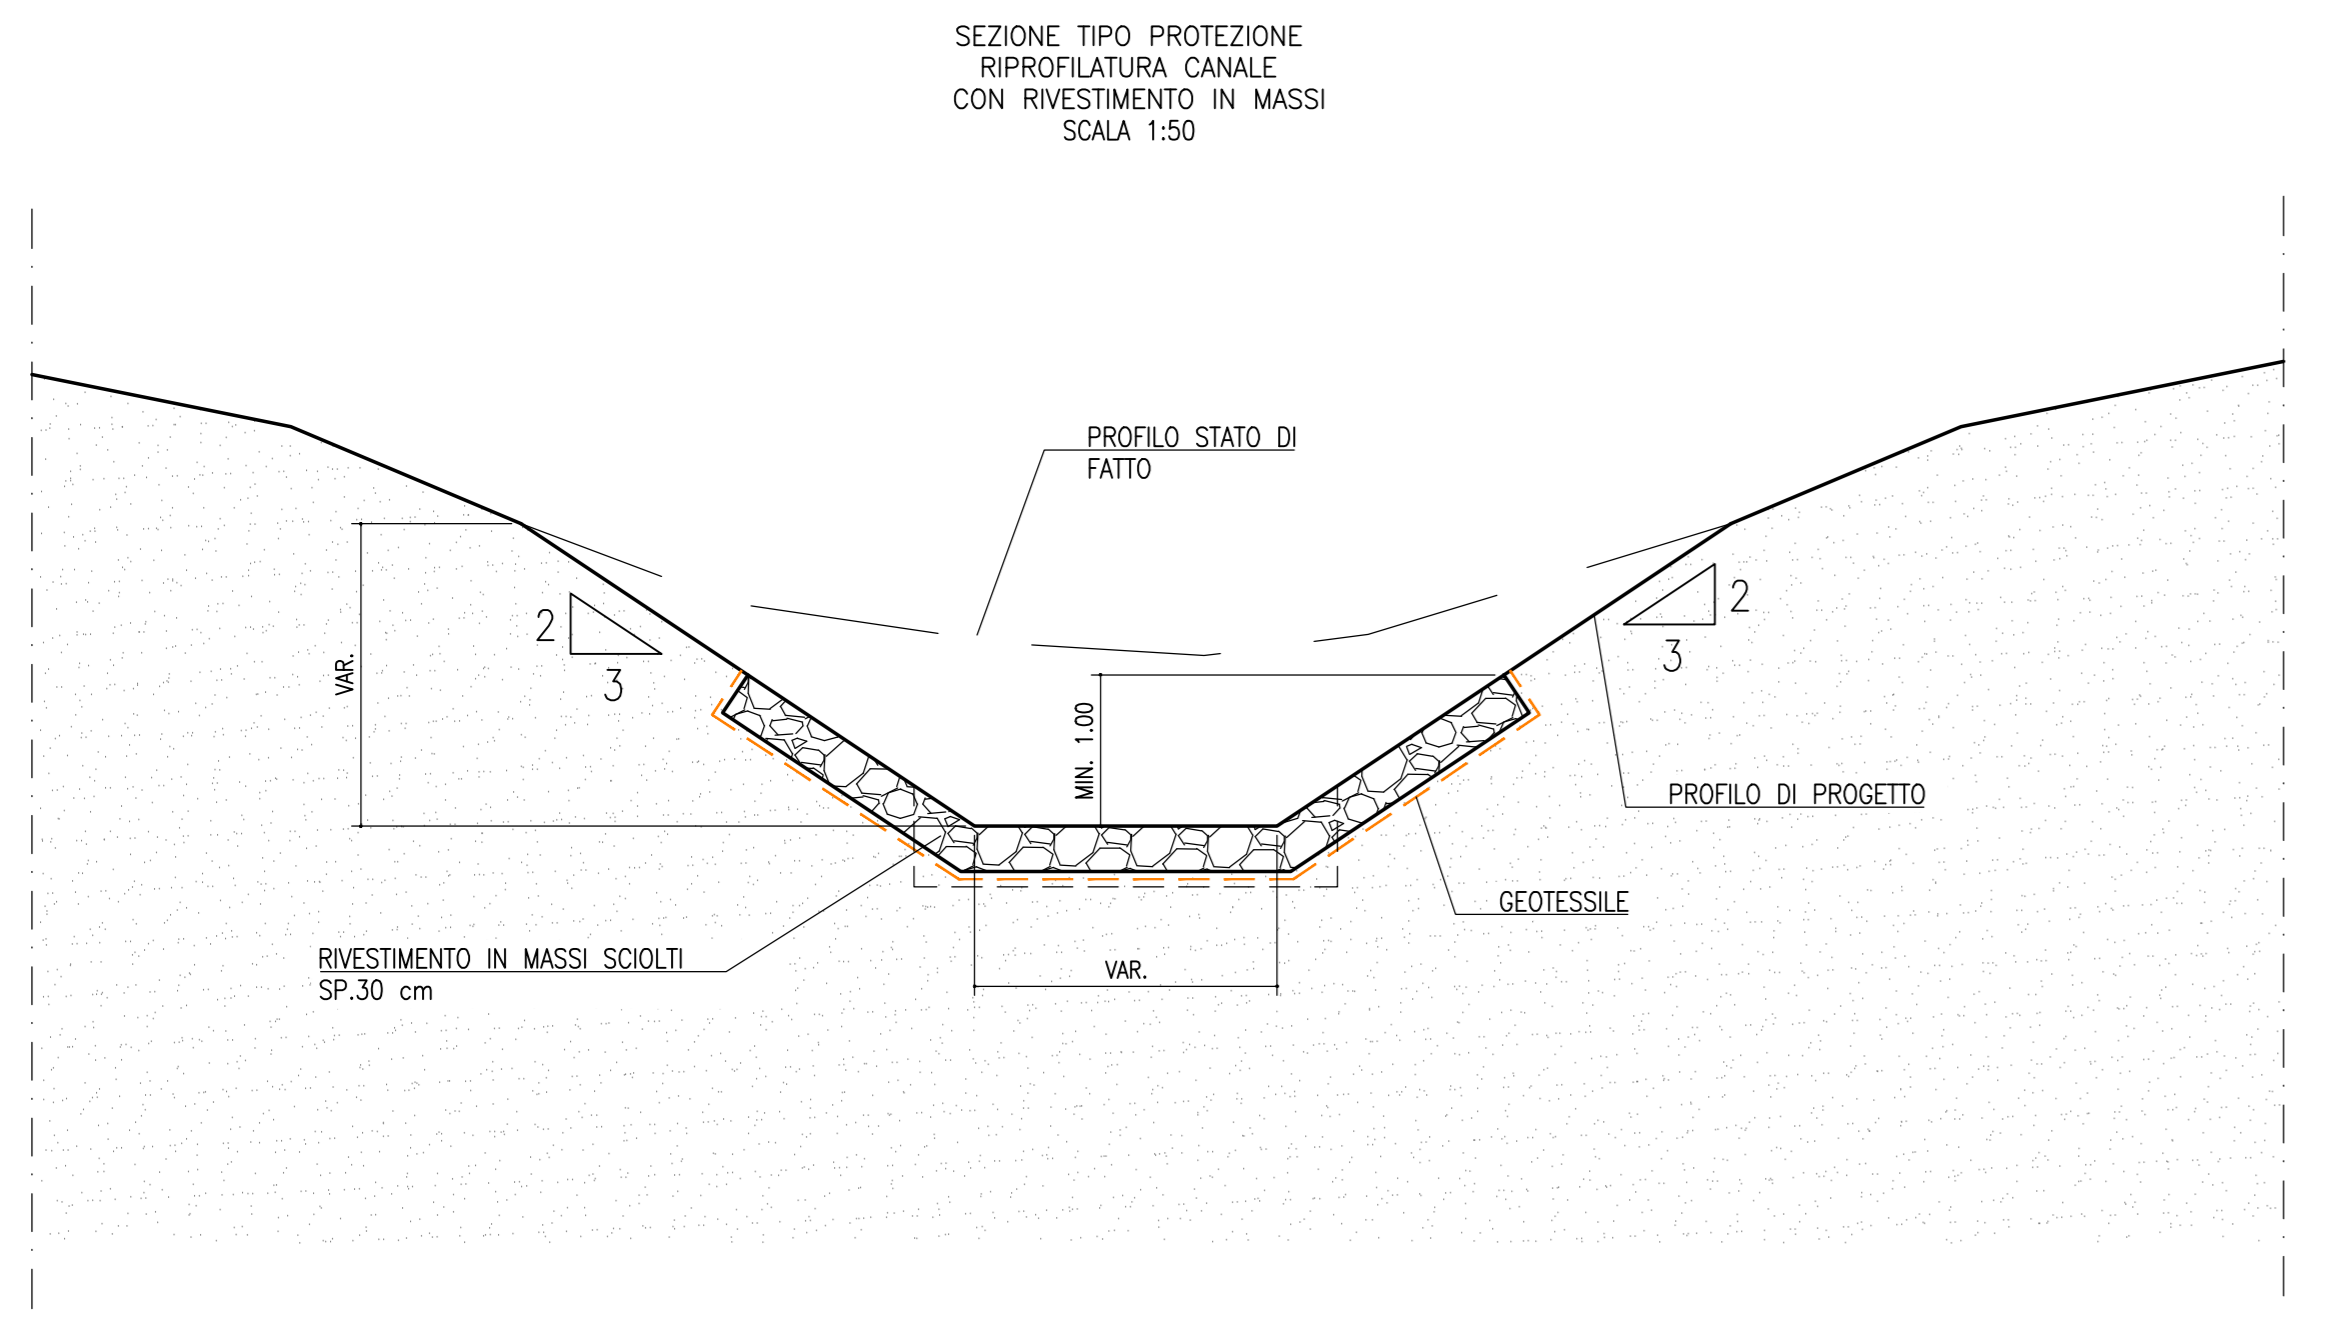 SEZIONE TIPO PROTEZIONE
RIPROFILATURA CANALE
CON RIVESTIMENTO IN MASSI
SCALA 1:50
PROFILO STATO DI
FATTO
2
3
2
3
VAR.
MIN. 1.00
PROFILO DI PROGETTO
GEOTESSILE
RIVESTIMENTO IN MASSI SCIOLTI
SP.30 cm
VAR.